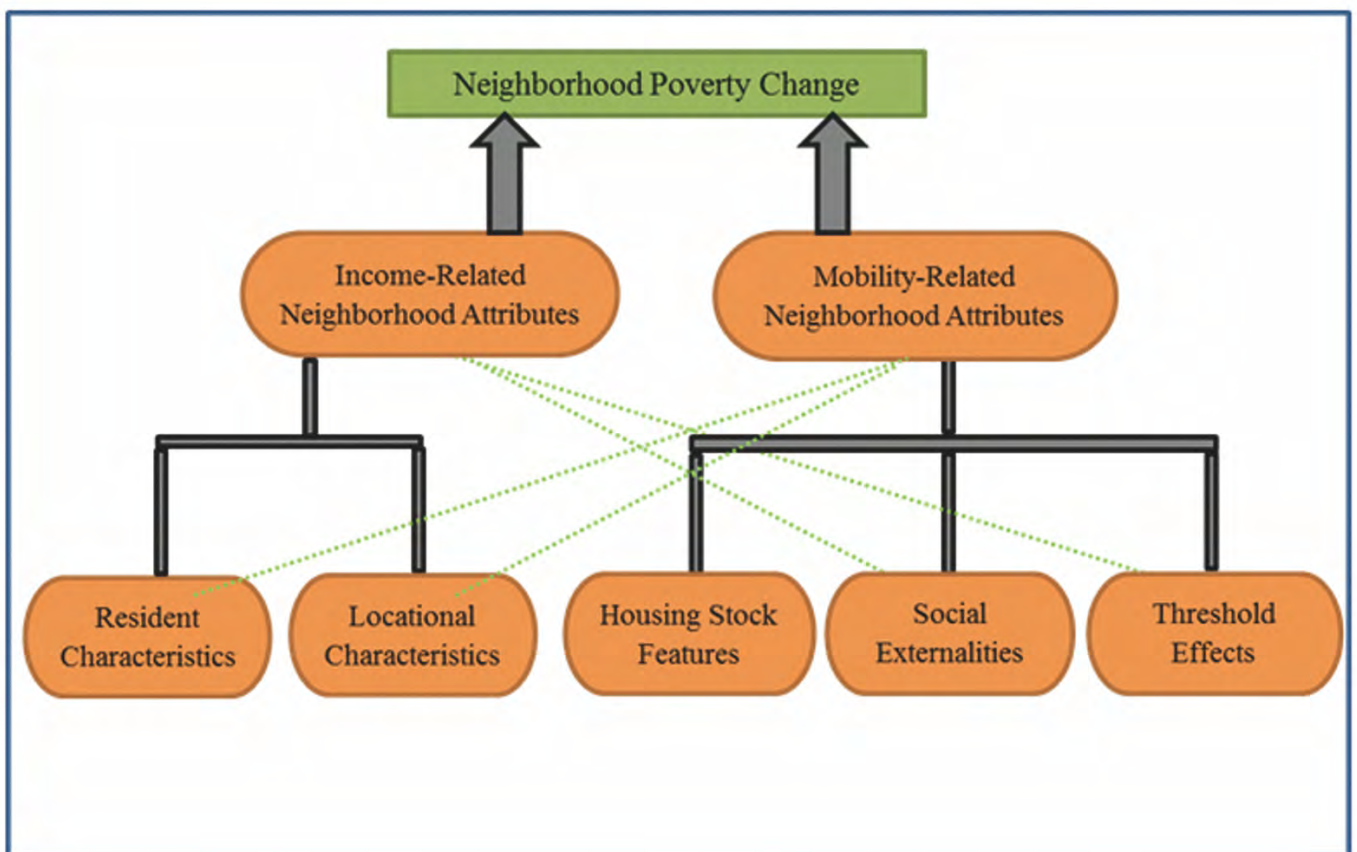 Neighborhood Poverty Change
Income-Related
Neighborhood Attributes
Mobility-Related
Neighborhood Attributes
Resident
Characteristics
Locational
Characteristics
Housing Stock
Features
Social
Externalities
Threshold
Effects